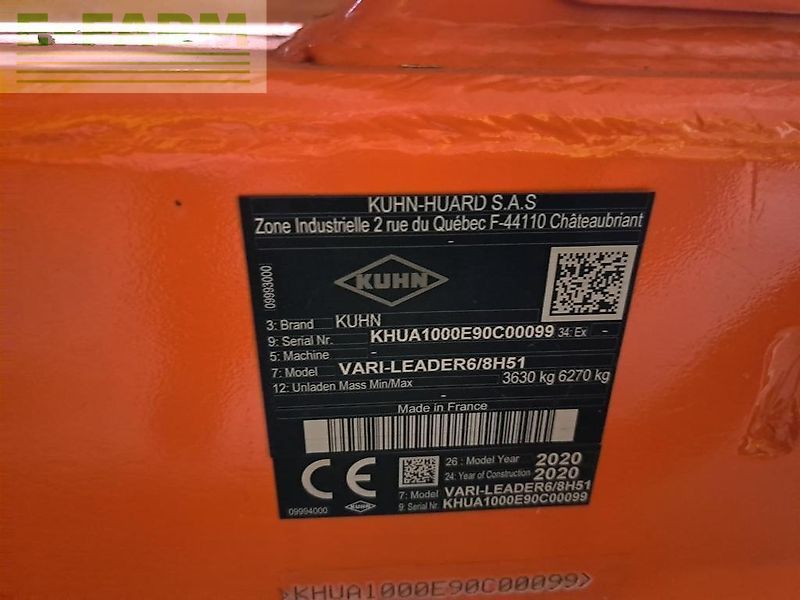 E-FARM
KUHN-HUARD S.A.S
Zone Industrielle 2 rue du Québec F-44110 Châteaubriant
-
09993000
KUHN
3: Brand KUHN
9: Serial Nr. KHUA1000E90C00099 34: Ex -
5: Machine -
7: Model VARI-LEADER6/8H51
12: Unladen Mass Min/Max 3630 kg 6270 kg
Made in France
CE
26: Model Year 2020
24: Year of Construction 2020
7: Model VARI-LEADER6/8H51
9: Serial Nr. KHUA1000E90C00099
09994000
KUHN
>KHUA1000E90C00099>